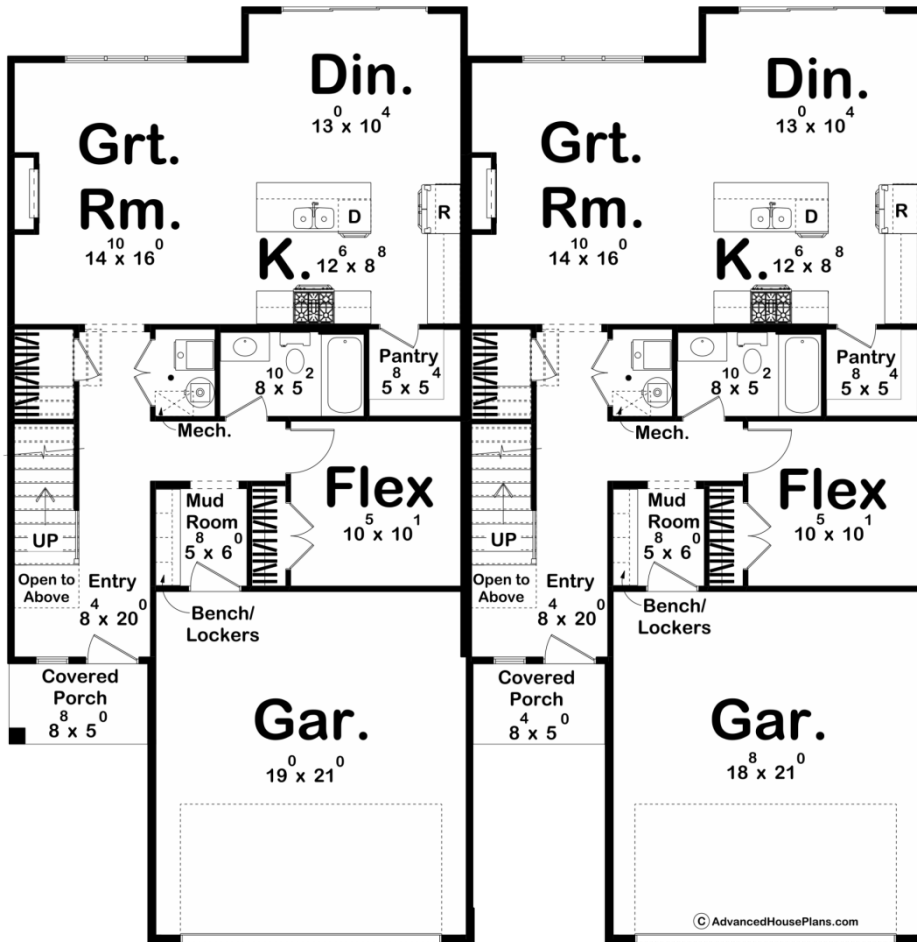 Din.
13⁰ x 10⁴
Grt.
Rm.
14¹⁰ x 16⁰
D
R
K. 12⁶ x 8⁸
8¹⁰ x 5²
Pantry
5⁸ x 5⁴
Mech.
Flex
10⁵ x 10¹
Mud
Room
5⁸ x 6⁰
UP
Open to
Above
Entry
8⁴ x 20⁰
Bench/
Lockers
Covered
Porch
8⁸ x 5⁰
Gar.
19⁰ x 21⁰
Din.
13⁰ x 10⁴
Grt.
Rm.
14¹⁰ x 16⁰
D
R
K. 12⁶ x 8⁸
8¹⁰ x 5²
Pantry
5⁸ x 5⁴
Mech.
Flex
10⁵ x 10¹
Mud
Room
5⁸ x 6⁰
UP
Open to
Above
Entry
8⁴ x 20⁰
Bench/
Lockers
Covered
Porch
8⁴ x 5⁰
Gar.
18⁸ x 21⁰
© AdvancedHousePlans.com